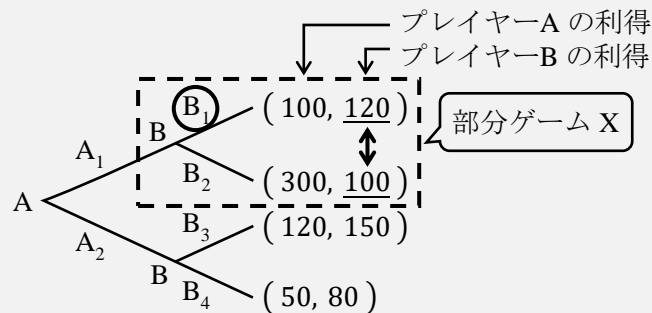 プレイヤーA の利得
プレイヤーB の利得
B₁ ( 100, 120 )
B
部分ゲーム X
A₁
B₂ ( 300, 100 )
A
B₃ ( 120, 150 )
A₂
B
B₄ ( 50, 80 )